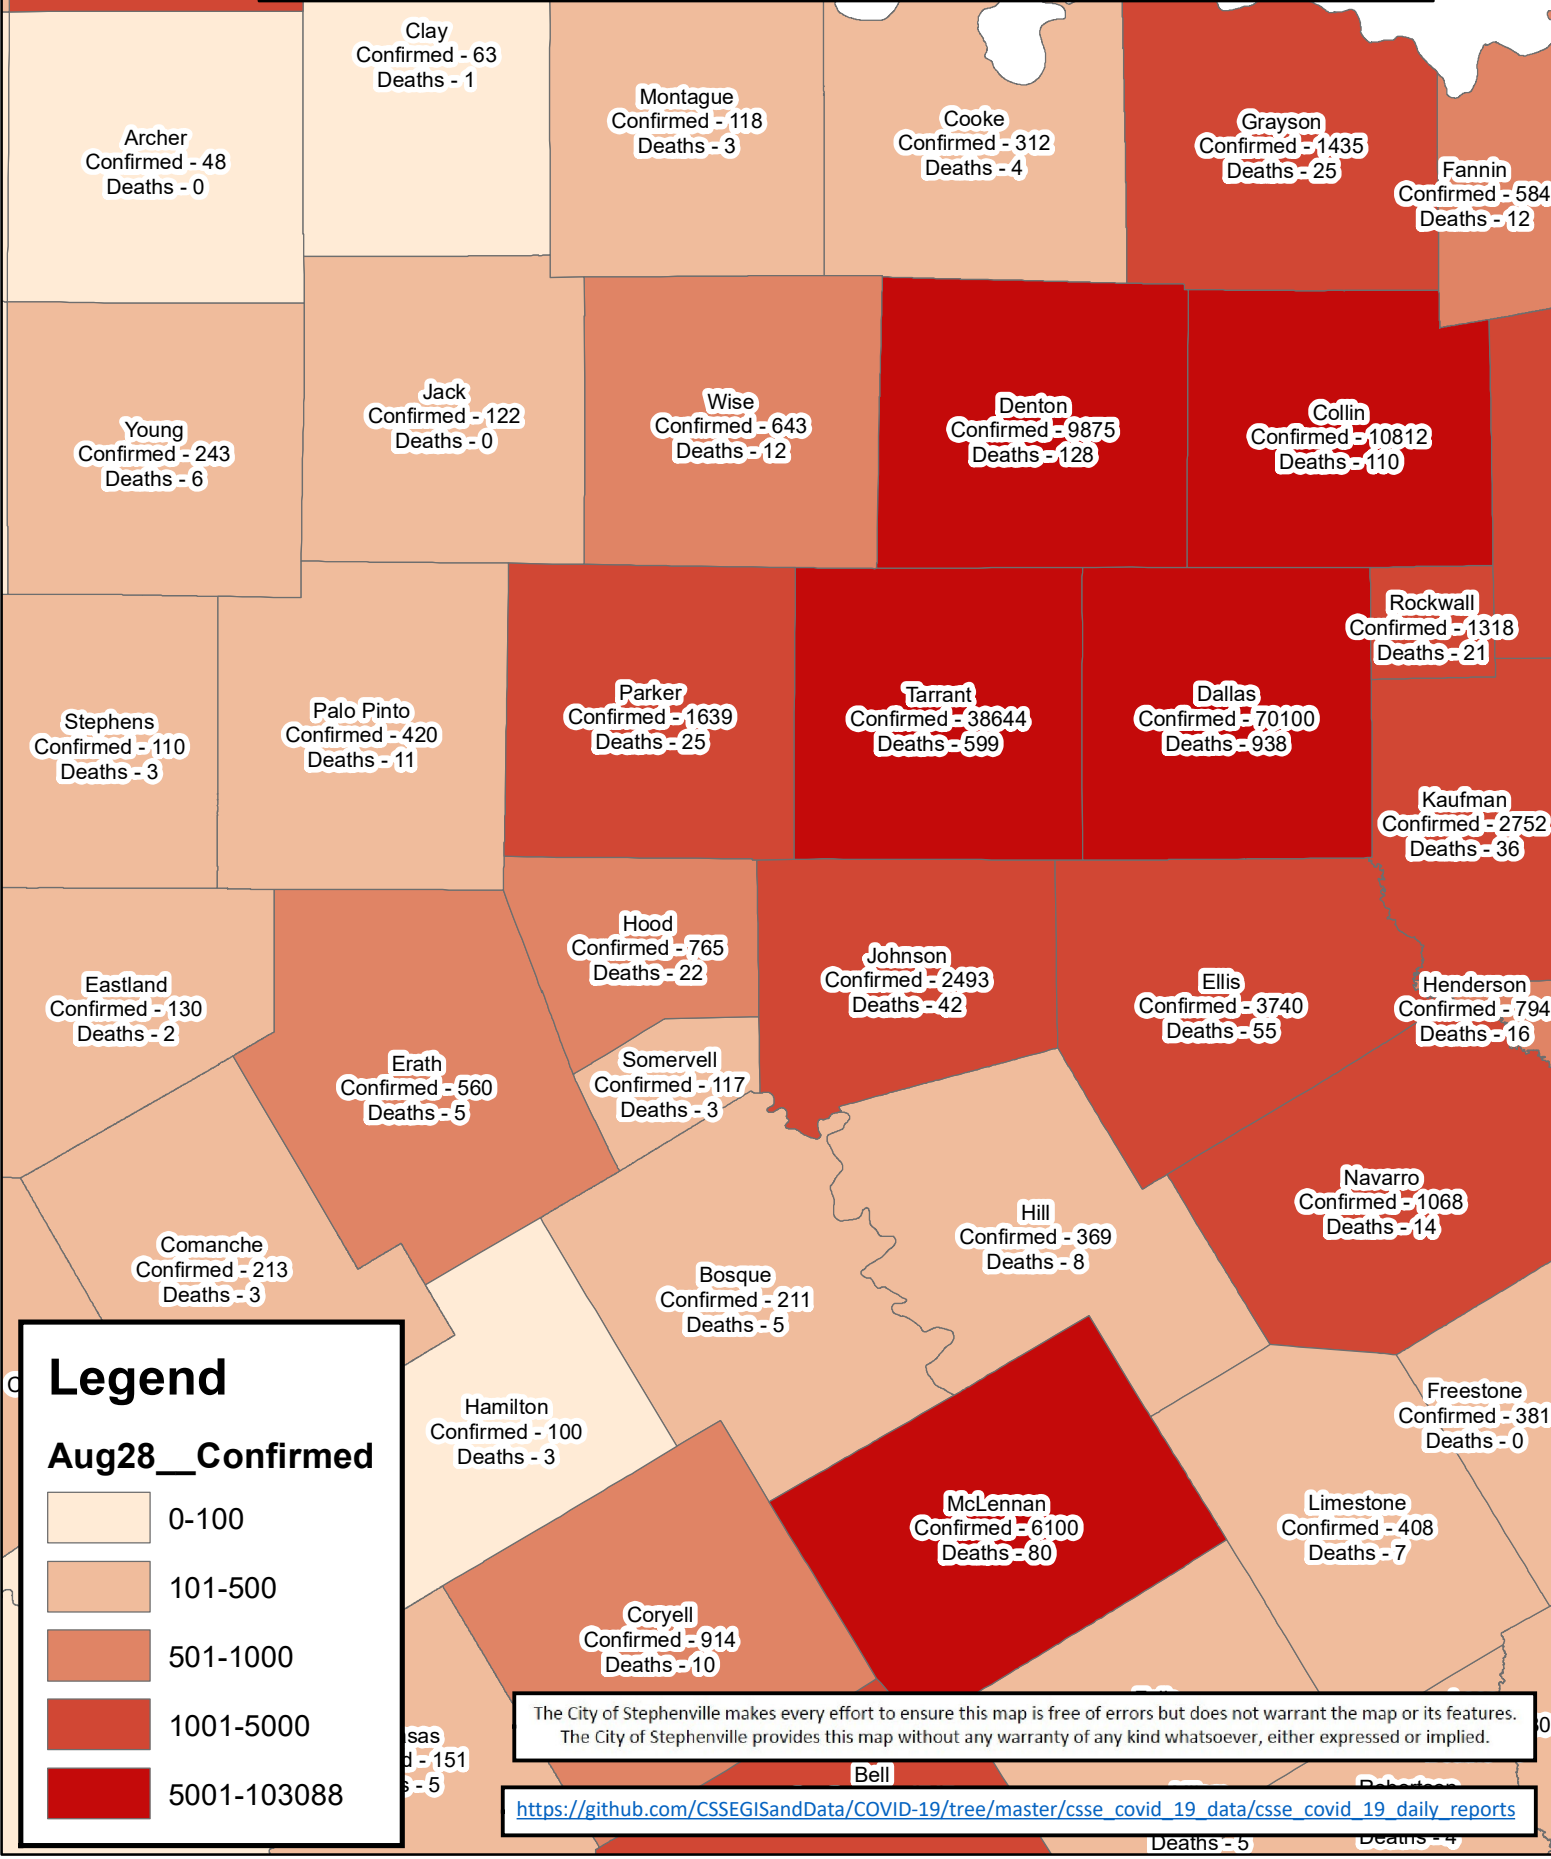 Clay
Confirmed - 63
Deaths - 1
Montague
Confirmed - 118
Deaths - 3
Cooke
Confirmed - 312
Deaths - 4
Grayson
Confirmed - 1435
Deaths - 25
Archer
Confirmed - 48
Deaths - 0
Fannin
Confirmed - 584
Deaths - 12
Young
Confirmed - 243
Deaths - 6
Jack
Confirmed - 122
Deaths - 0
Wise
Confirmed - 643
Deaths - 12
Denton
Confirmed - 9875
Deaths - 128
Collin
Confirmed - 10812
Deaths - 110
Rockwall
Confirmed - 1318
Deaths - 21
Stephens
Confirmed - 110
Deaths - 3
Palo Pinto
Confirmed - 420
Deaths - 11
Parker
Confirmed - 1639
Deaths - 25
Tarrant
Confirmed - 38644
Deaths - 599
Dallas
Confirmed - 70100
Deaths - 938
Kaufman
Confirmed - 2752
Deaths - 36
Eastland
Confirmed - 130
Deaths - 2
Hood
Confirmed - 765
Deaths - 22
Johnson
Confirmed - 2493
Deaths - 42
Ellis
Confirmed - 3740
Deaths - 55
Henderson
Confirmed - 794
Deaths - 16
Erath
Confirmed - 560
Deaths - 5
Somervell
Confirmed - 117
Deaths - 3
Comanche
Confirmed - 213
Deaths - 3
Bosque
Confirmed - 211
Deaths - 5
Hill
Confirmed - 369
Deaths - 8
Navarro
Confirmed - 1068
Deaths - 14
Hamilton
Confirmed - 100
Deaths - 3
Freestone
Confirmed - 381
Deaths - 0
McLennan
Confirmed - 6100
Deaths - 80
Limestone
Confirmed - 408
Deaths - 7
Coryell
Confirmed - 914
Deaths - 10
Legend
Aug28__Confirmed
0-100
101-500
501-1000
1001-5000
5001-103088
sas
d - 151
s - 5
The City of Stephenville makes every effort to ensure this map is free of errors but does not warrant the map or its features.
The City of Stephenville provides this map without any warranty of any kind whatsoever, either expressed or implied.
Bell
https://github.com/CSSEGISandData/COVID-19/tree/master/csse_covid_19_data/csse_covid_19_daily_reports
Deaths - 5
Deaths - 4